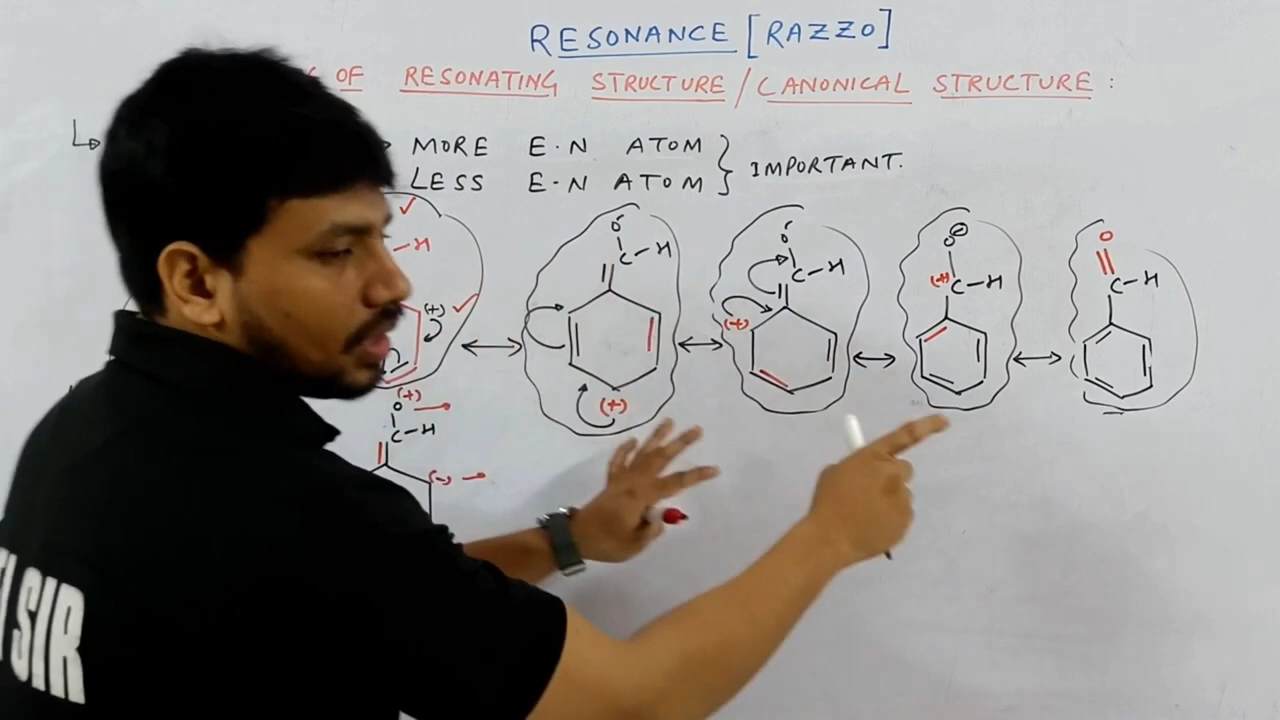 RESONANCE [RAZZO]
OF RESONATING STRUCTURE / CANONICAL STRUCTURE :
MORE E.N ATOM
LESS E-N ATOM } IMPORTANT.
-H (+)
O C-H (+)
O C-H (+)
O⊖ (+) C-H
O C-H
(+) O C-H (-)
SIR